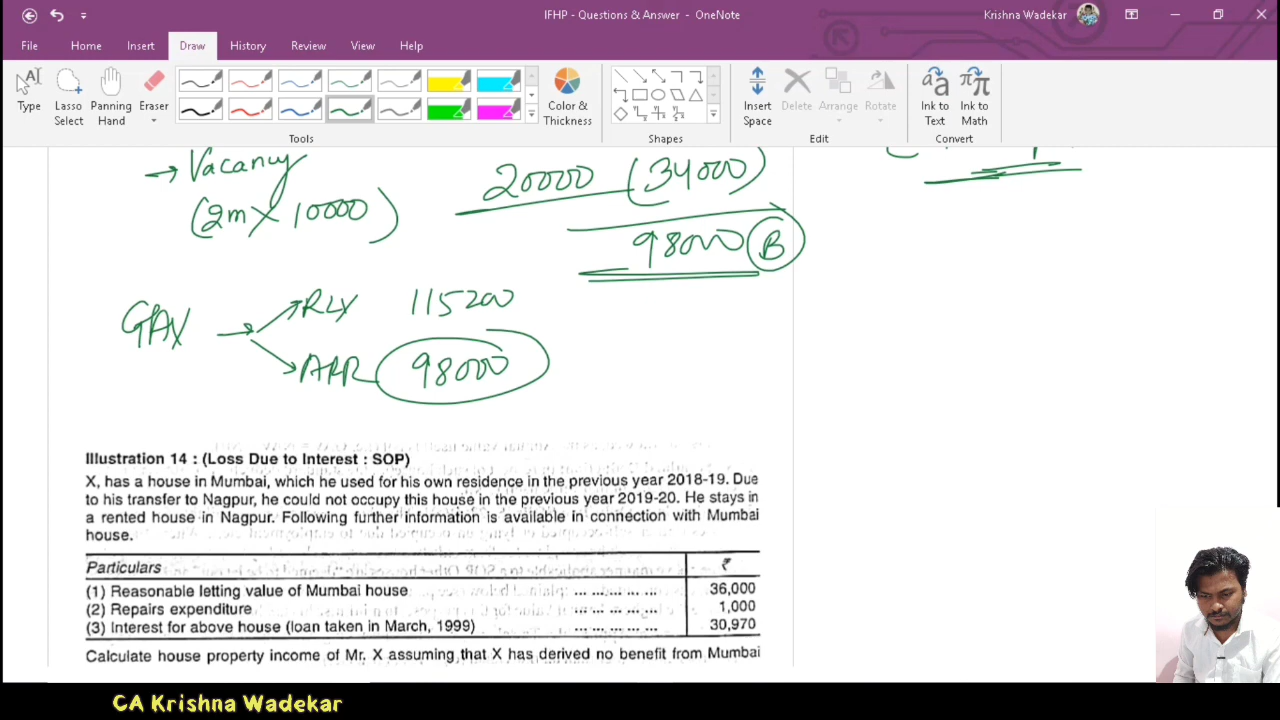 IFHP - Questions & Answer - OneNote
Krishna Wadekar
File Home Insert Draw History Review View Help
Type
Lasso Select
Panning Hand
Eraser
Color & Thickness
Insert Space
Delete
Arrange
Rotate
Ink to Text
Ink to Math
Tools
Shapes
Edit
Convert
→ Vacancy
(2m X 10000)
20000 (34000)
98000 B
GAV → RLV 115200
ARR 98000
Illustration 14 : (Loss Due to Interest : SOP)
X, has a house in Mumbai, which he used for his own residence in the previous year 2018-19. Due
to his transfer to Nagpur, he could not occupy this house in the previous year 2019-20. He stays in
a rented house in Nagpur. Following further information is available in connection with Mumbai
house.
Particulars ₹
(1) Reasonable letting value of Mumbai house ... ... ... ... ... 36,000
(2) Repairs expenditure ... ... ... ... ... 1,000
(3) Interest for above house (loan taken in March, 1999) ... ... ... ... ... 30,970
Calculate house property income of Mr. X assuming that X has derived no benefit from Mumbai
CA Krishna Wadekar